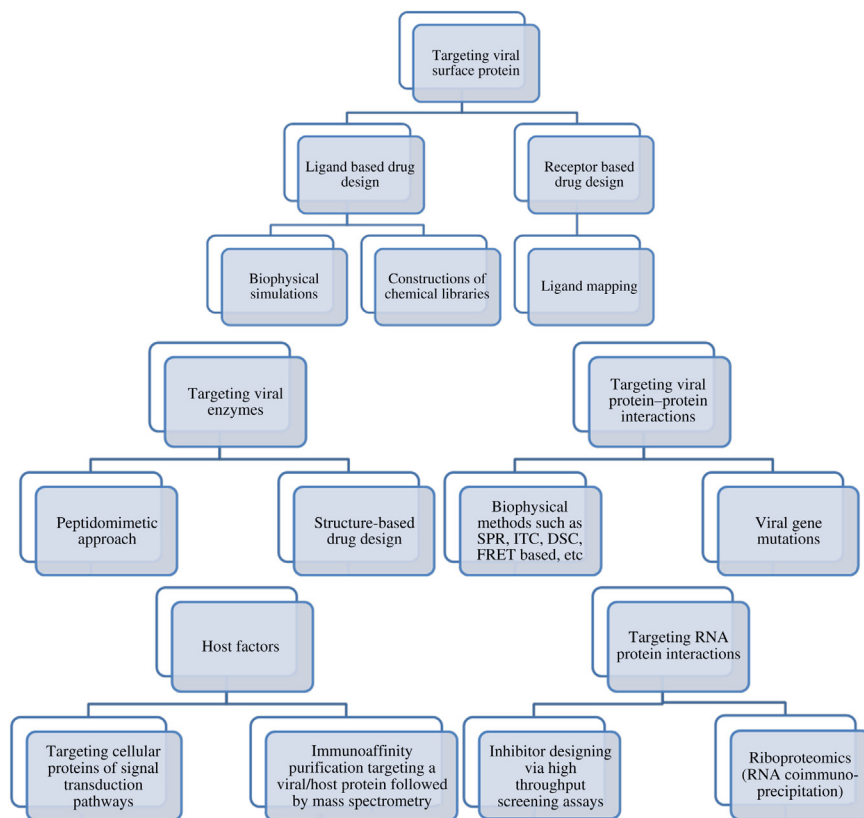 Targeting viral
surface protein
Ligand based drug
design
Receptor based drug
design
Biophysical
simulations
Constructions of
chemical libraries
Ligand mapping
Targeting viral
enzymes
Targeting viral
protein–protein
interactions
Peptidomimetic
approach
Structure-based
drug design
Biophysical
methods such as
SPR, ITC, DSC,
FRET based, etc
Viral gene
mutations
Host factors
Targeting RNA
protein interactions
Targeting cellular
proteins of signal
transduction
pathways
Immunoaffinity
purification targeting a
viral/host protein followed
by mass spectrometry
Inhibitor designing
via high
throughput
screening assays
Riboproteomics
(RNA coimmuno-
precipitation)